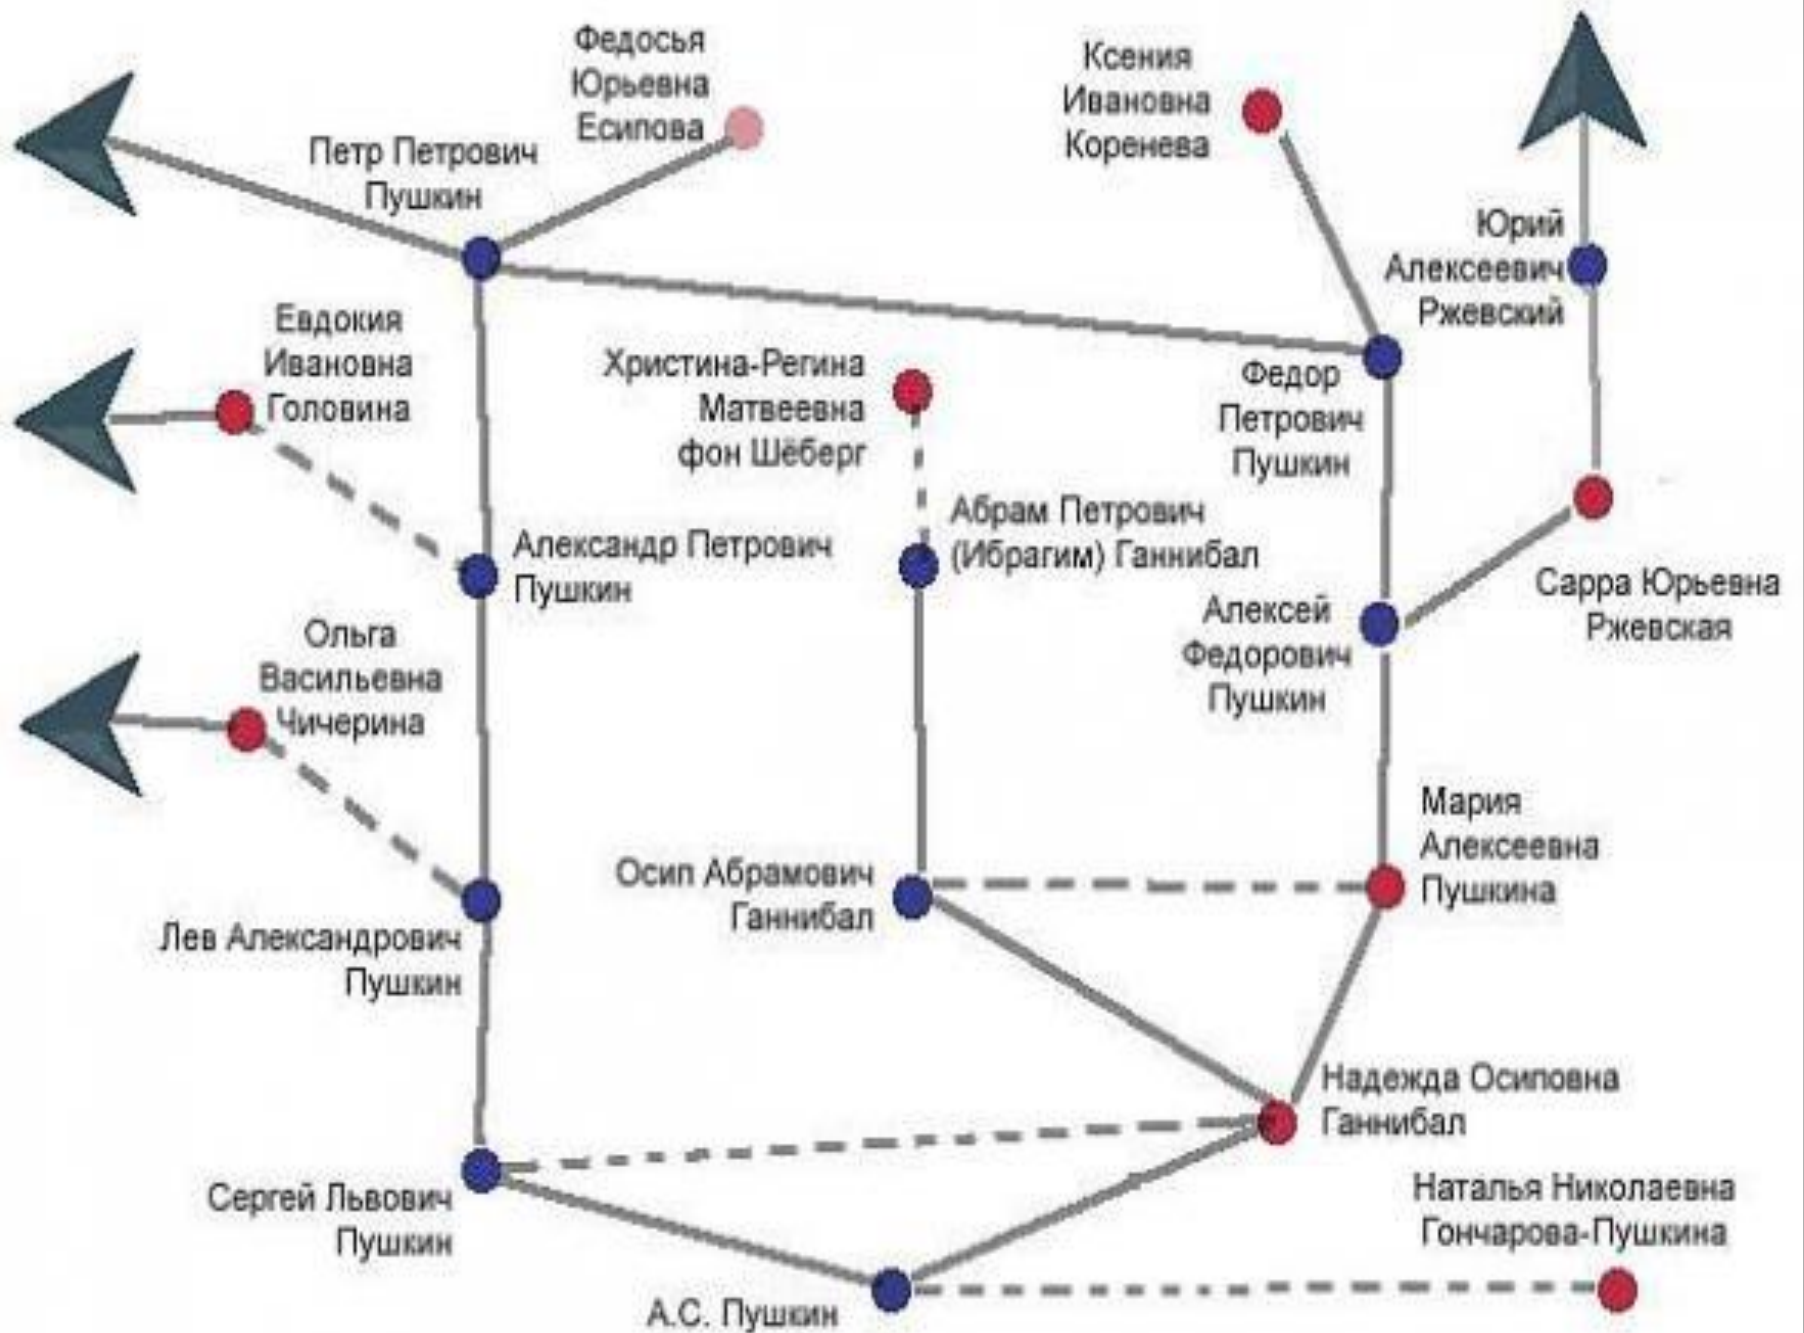 Федосья
Юрьевна
Есипова
Ксения
Ивановна
Коренева
Петр Петрович
Пушкин
Юрий
Алексеевич
Ржевский
Евдокия
Ивановна
Головина
Христина-Регина
Матвеевна
фон Шёберг
Федор
Петрович
Пушкин
Абрам Петрович
(Ибрагим) Ганнибал
Александр Петрович
Пушкин
Сарра Юрьевна
Ржевская
Алексей
Федорович
Пушкин
Ольга
Васильевна
Чичерина
Мария
Алексеевна
Пушкина
Осип Абрамович
Ганнибал
Лев Александрович
Пушкин
Надежда Осиповна
Ганнибал
Сергей Львович
Пушкин
Наталья Николаевна
Гончарова-Пушкина
А.С. Пушкин